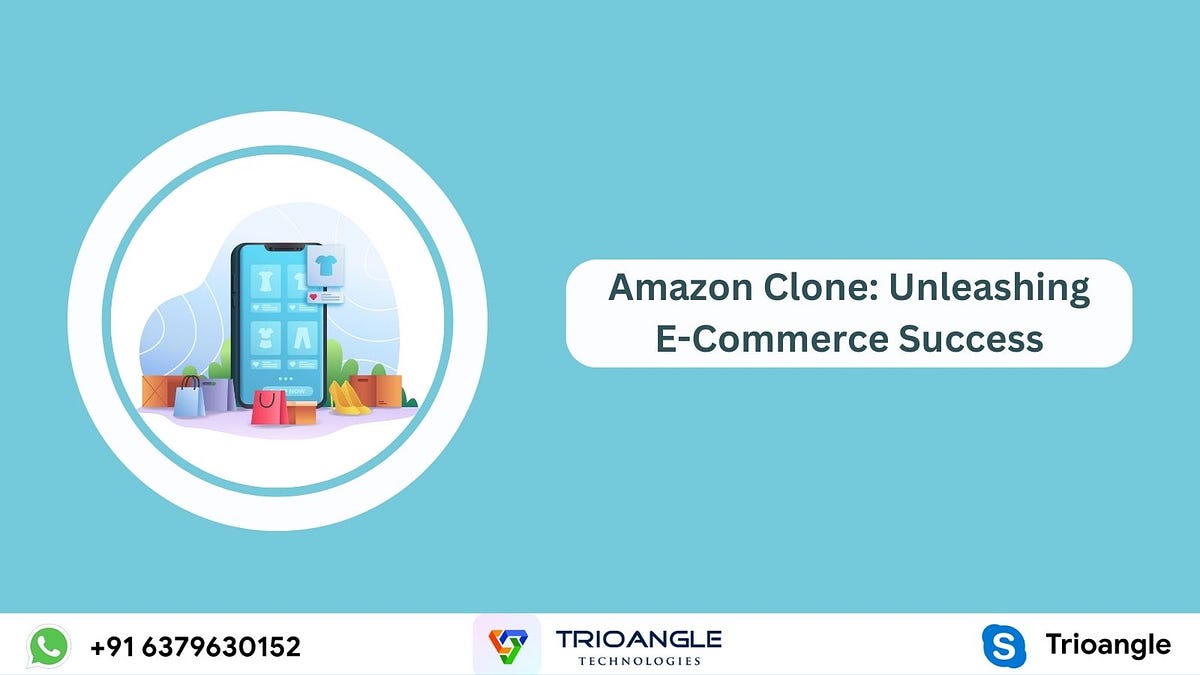 Amazon Clone: Unleashing
E-Commerce Success
+91 6379630152
TRIOANGLE
TECHNOLOGIES
S
Trioangle